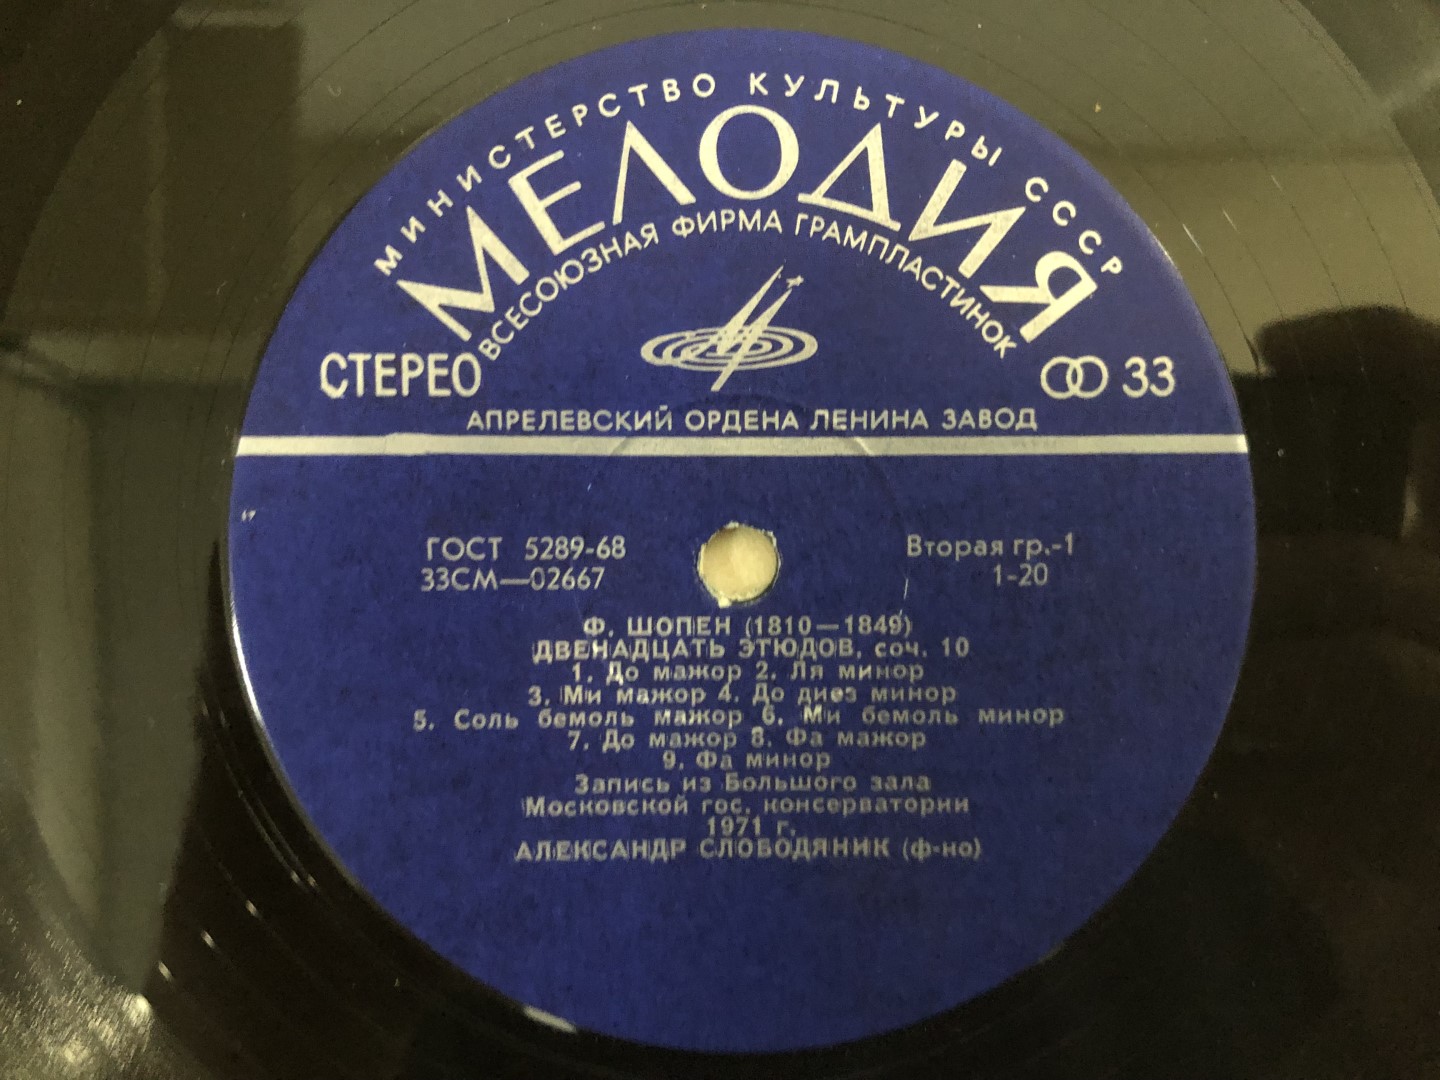 МИНИСТЕРСТВО КУЛЬТУРЫ СССР
МЕЛОДИЯ
ВСЕСОЮЗНАЯ ФИРМА ГРАМПЛАСТИНОК
СТЕРЕО
33
АПРЕЛЕВСКИЙ ОРДЕНА ЛЕНИНА ЗАВОД
ГОСТ 5289-68
33СМ—02667
Вторая гр.-1
1-20
Ф. ШОПЕН (1810—1849)
ДВЕНАДЦАТЬ ЭТЮДОВ, соч. 10
1. До мажор 2. Ля минор
3. Ми мажор 4. До диез минор
5. Соль бемоль мажор 6. Ми бемоль минор
7. До мажор 8. Фа мажор
9. Фа минор
Запись из Большого зала
Московской гос. консерватории
1971 г.
АЛЕКСАНДР СЛОБОДЯНИК (ф-но)